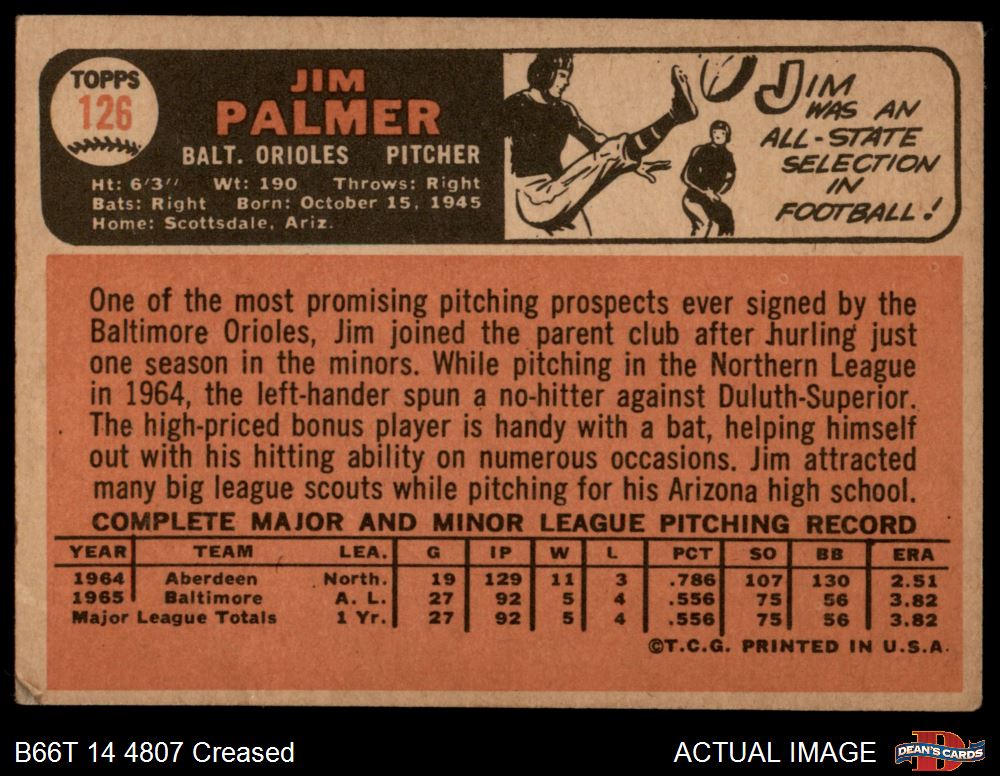 TOPPS
126
JIM
PALMER
BALT. ORIOLES PITCHER
Ht: 6'3" Wt: 190 Throws: Right
Bats: Right Born: October 15, 1945
Home: Scottsdale, Ariz.
JIM
WAS AN
ALL-STATE
SELECTION
IN
FOOTBALL!
One of the most promising pitching prospects ever signed by the
Baltimore Orioles, Jim joined the parent club after hurling just
one season in the minors. While pitching in the Northern League
in 1964, the left-hander spun a no-hitter against Duluth-Superior.
The high-priced bonus player is handy with a bat, helping himself
out with his hitting ability on numerous occasions. Jim attracted
many big league scouts while pitching for his Arizona high school.
COMPLETE MAJOR AND MINOR LEAGUE PITCHING RECORD
YEAR TEAM LEA. G IP W L PCT SO BB ERA
1964 Aberdeen North. 19 129 11 3 .786 107 130 2.51
1965 Baltimore A. L. 27 92 5 4 .556 75 56 3.82
Major League Totals 1 Yr. 27 92 5 4 .556 75 56 3.82
©T.C.G. PRINTED IN U.S.A.
B66T 14 4807 Creased
ACTUAL IMAGE
D
DEAN'S CARDS